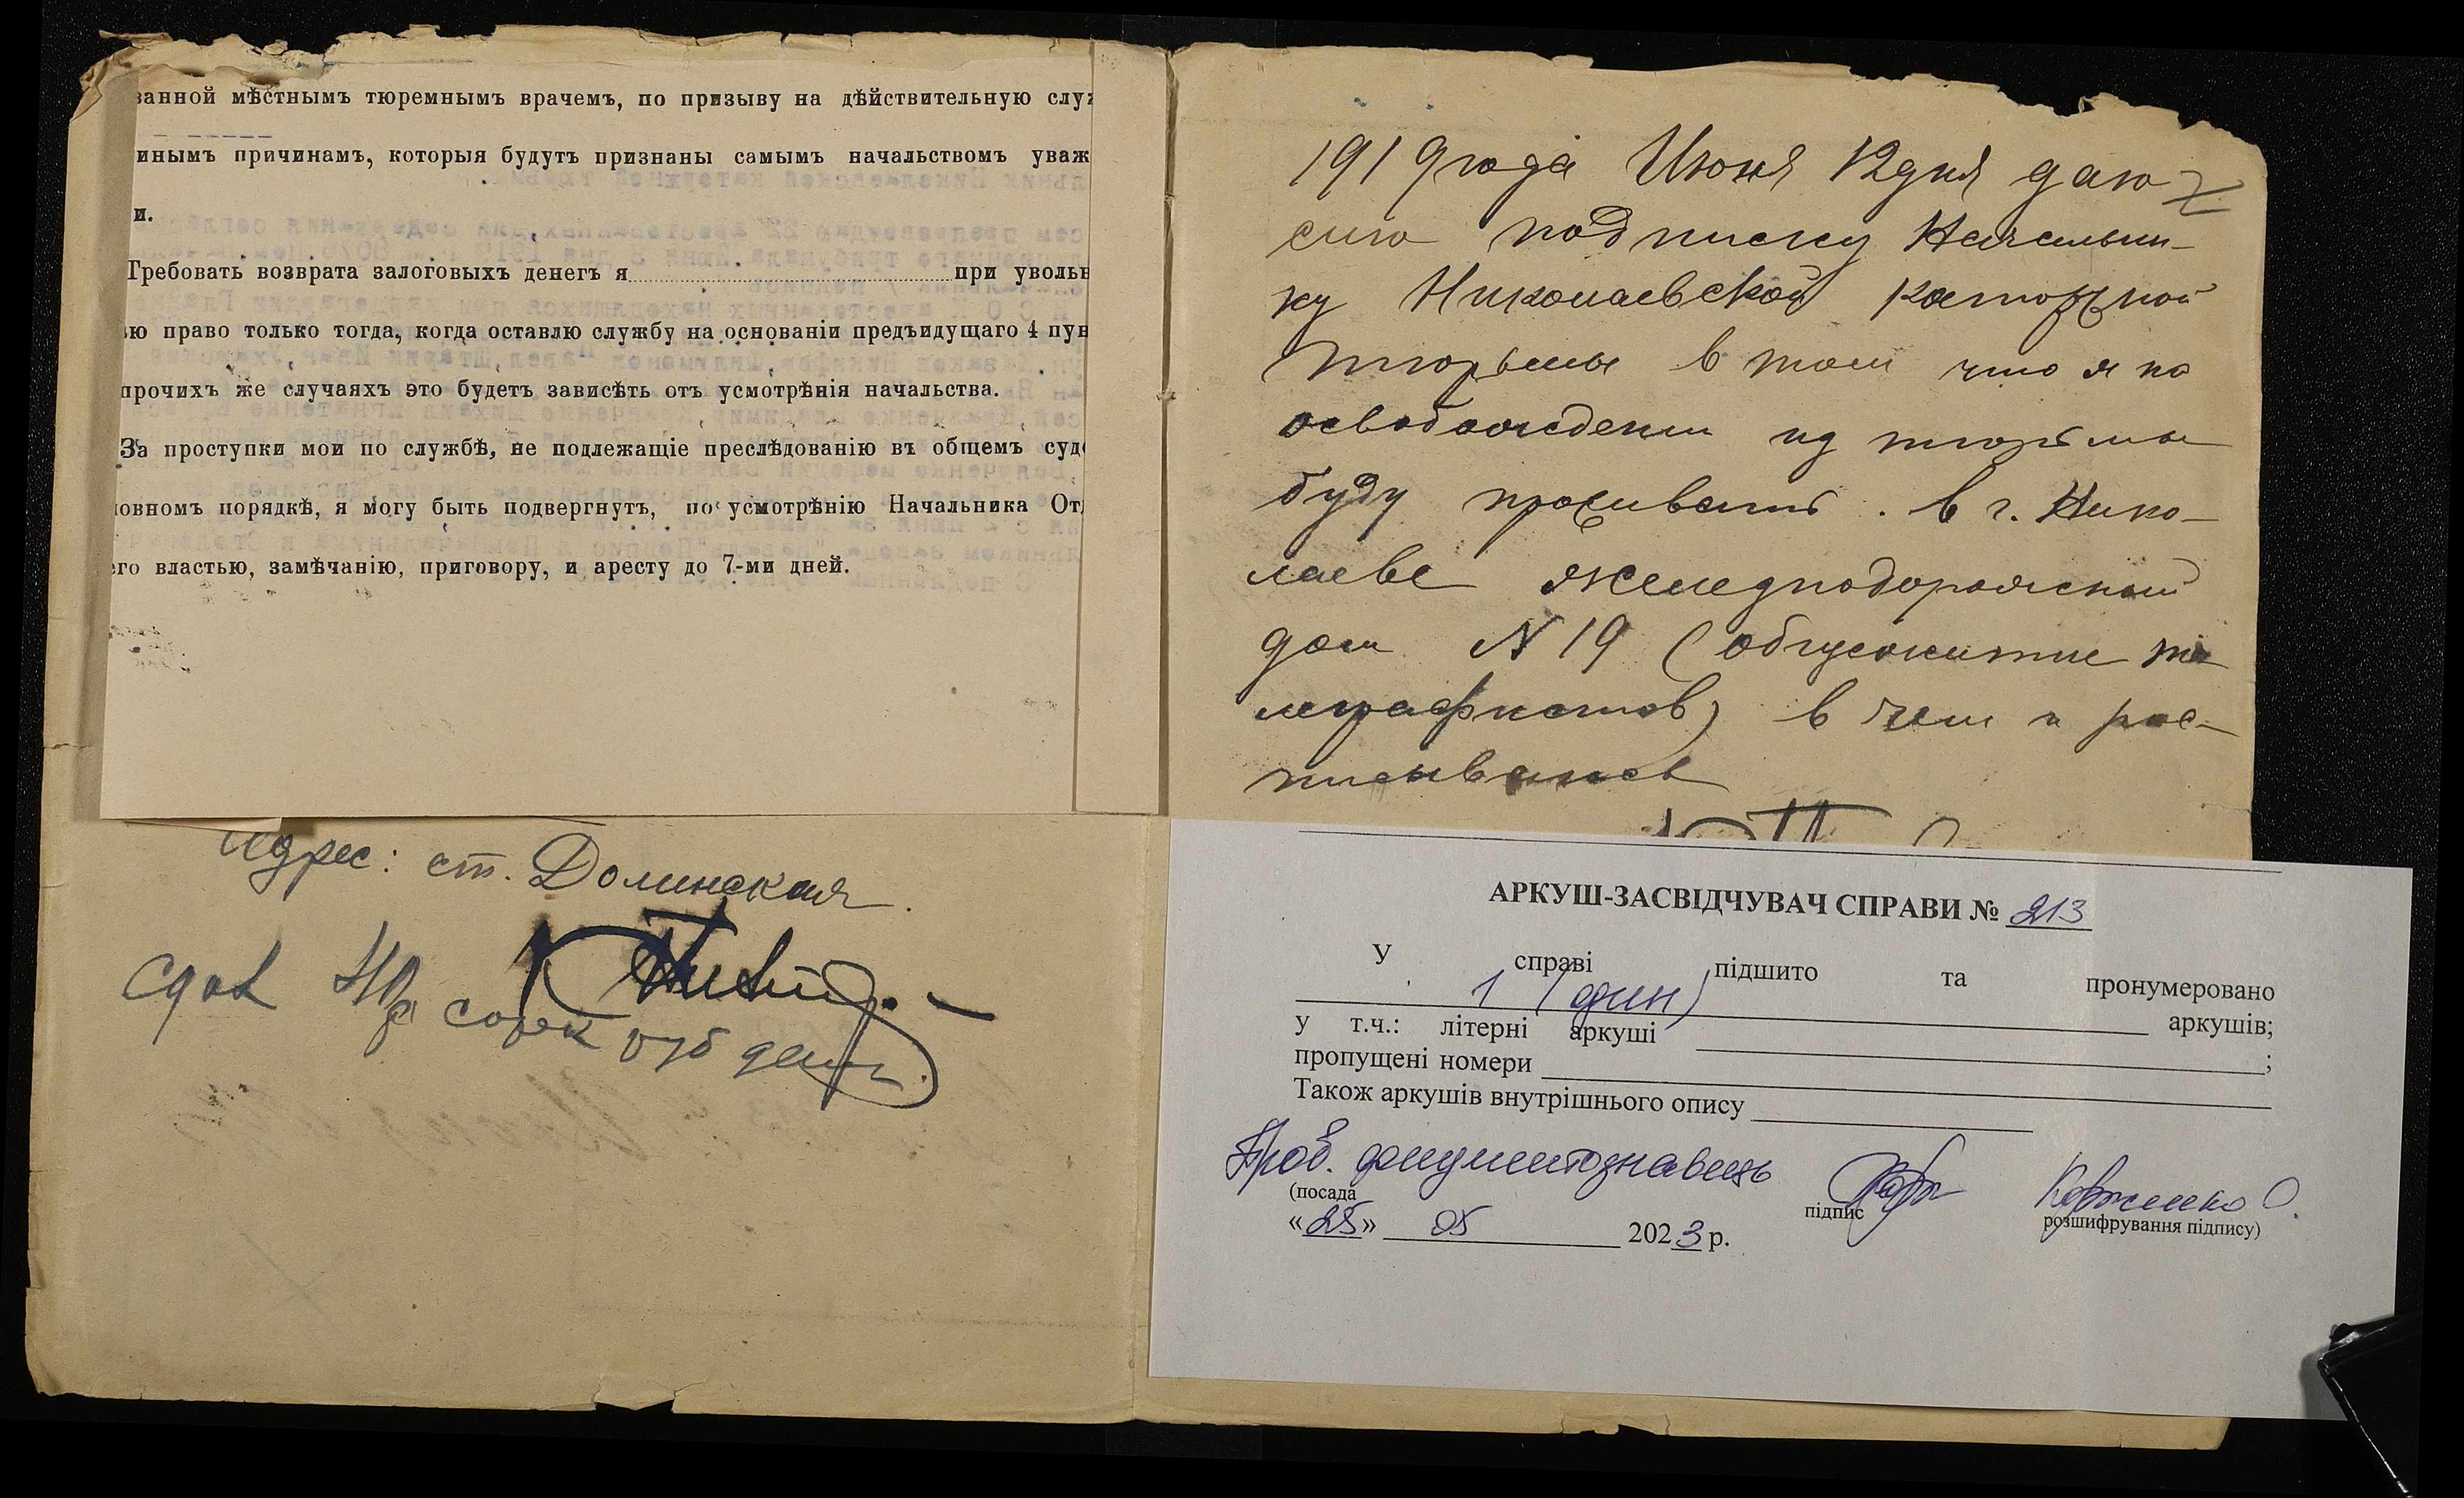 занной мѣстнымъ тюремнымъ врачемъ, по призыву на дѣйствительную служ
инымъ причинамъ, которыя будутъ признаны самымъ начальствомъ уваж
и.
Требовать возврата залоговыхъ денегъ я при увольн
ѣю право только тогда, когда оставлю службу на основаніи предъидущаго 4 пун
прочихъ же случаяхъ это будетъ зависѣть отъ усмотрѣнія начальства.
За проступки мои по службѣ, не подлежащіе преслѣдованію въ общемъ суде
ловномъ порядкѣ, я могу быть подвергнутъ, по усмотрѣнію Начальника От
его властью, замѣчанію, приговору, и аресту до 7-ми дней.
Адрес: ст. Долинская.
сорок руб денег.
1919 года Июня 12 дня даю
сию подписку Начальни-
ку Николаевской каторжной
тюрьмы в том что я по
освобождении из тюрьмы
буду проживать. в г. Нико-
лаеве железнодорожный
дом N 19 (общежитие те
леграфистов) в чем и рас-
писываюсь
АРКУШ-ЗАСВІДЧУВАЧ СПРАВИ № 213
У справі підшито та пронумеровано
1 (один) аркушів;
у т.ч.: літерні аркуші
пропущені номери ;
Також аркушів внутрішнього опису
Пров. документознавець
(посада підпис розшифрування підпису)
«25» 05 2023 р.